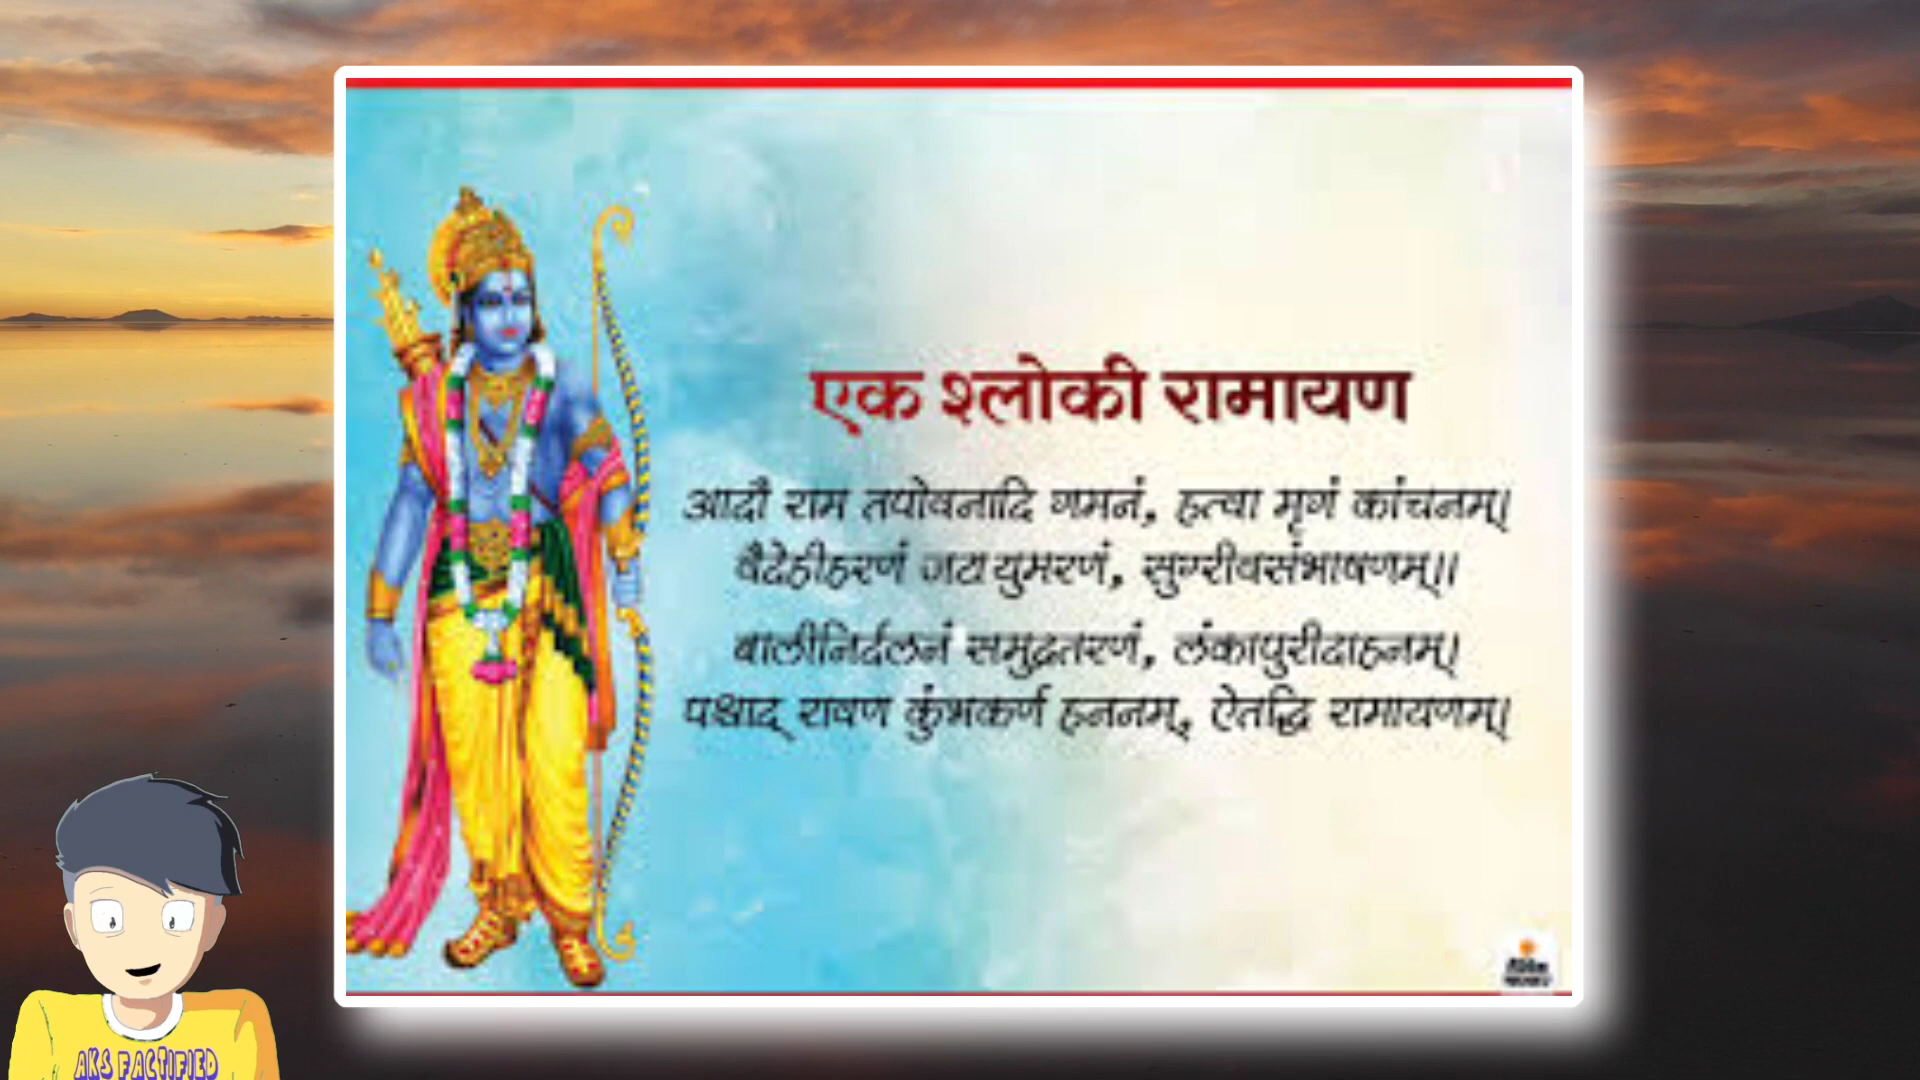 एक श्लोकी रामायण
आदौ राम तपोवनादि गमनं, हत्वा मृगं कांचनम्।
वैदेहीहरणं जटायुमरणं, सुग्रीवसंभाषणम्।।
बालीनिर्दलनं समुद्रतरणं, लंकापुरीदाहनम्।
पश्चाद् रावण कुंभकर्ण हननम्, ऐतद्धि रामायणम्।
AKS FACTIFIED